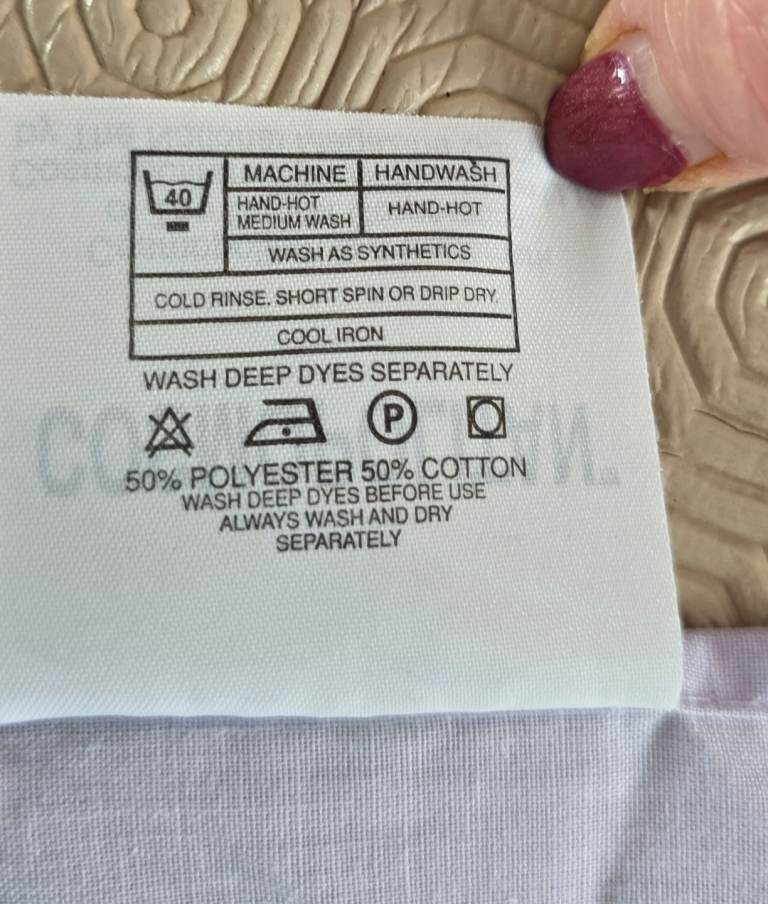 40
MACHINE HANDWASH
HAND-HOT
MEDIUM WASH
HAND-HOT
WASH AS SYNTHETICS
COLD RINSE. SHORT SPIN OR DRIP DRY.
COOL IRON
WASH DEEP DYES SEPARATELY
P
50% POLYESTER 50% COTTON
WASH DEEP DYES BEFORE USE
ALWAYS WASH AND DRY
SEPARATELY